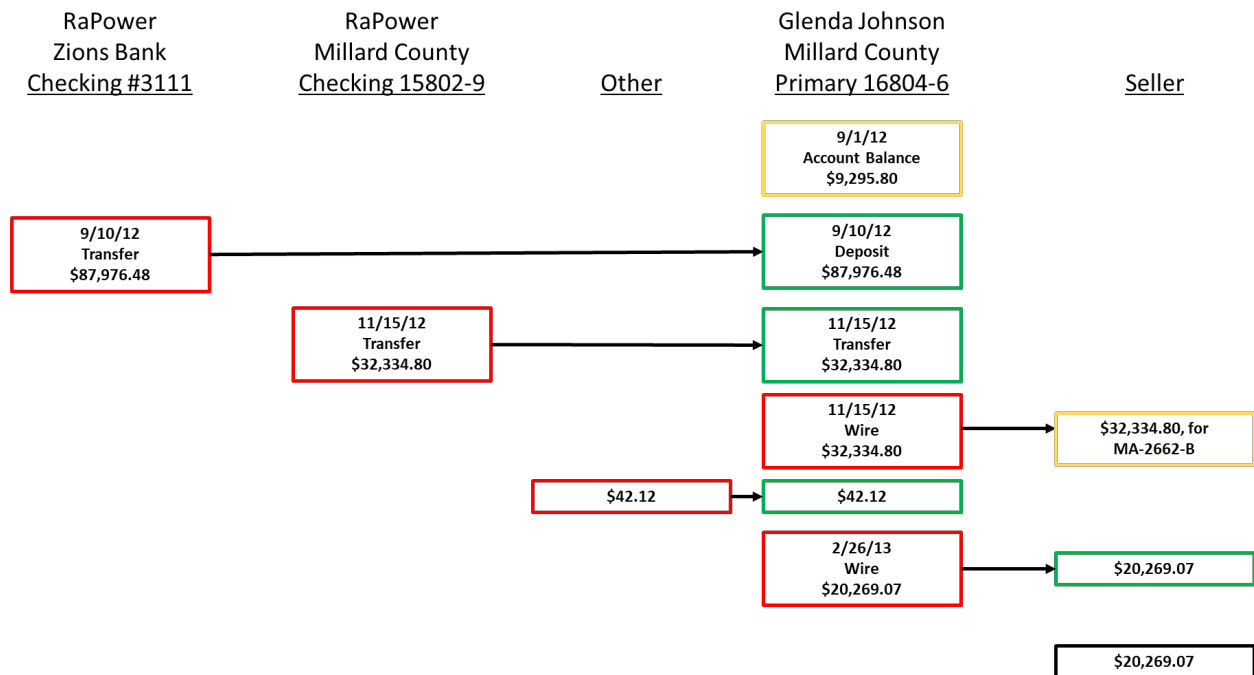 RaPower
Zions Bank
Checking #3111
RaPower
Millard County
Checking 15802-9
Other
Glenda Johnson
Millard County
Primary 16804-6
Seller
9/1/12
Account Balance
$9,295.80
9/10/12
Transfer
$87,976.48
9/10/12
Deposit
$87,976.48
11/15/12
Transfer
$32,334.80
11/15/12
Transfer
$32,334.80
11/15/12
Wire
$32,334.80
$32,334.80, for
MA-2662-B
$42.12
$42.12
2/26/13
Wire
$20,269.07
$20,269.07
$20,269.07